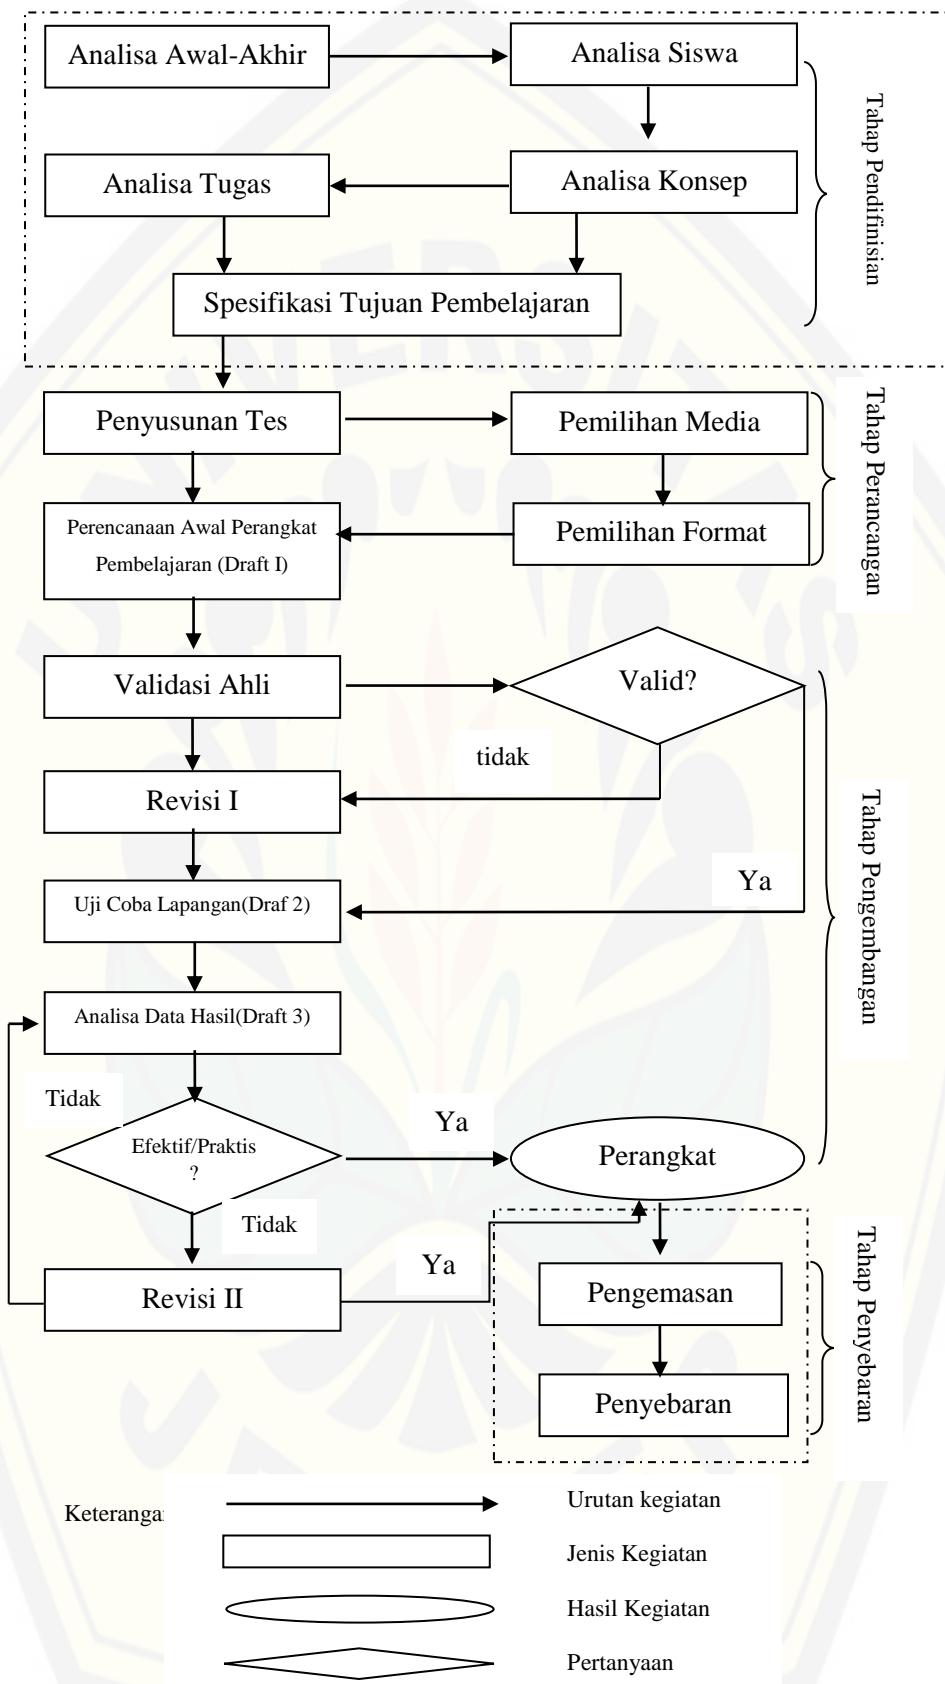 Analisa Awal-Akhir
Analisa Siswa
Analisa Tugas
Analisa Konsep
Spesifikasi Tujuan Pembelajaran
Tahap Pendifinisian
Penyusunan Tes
Pemilihan Media
Perencanaan Awal Perangkat
Pembelajaran (Draft I)
Pemilihan Format
Tahap Perancangan
Validasi Ahli
Valid?
tidak
Revisi I
Ya
Uji Coba Lapangan(Draf 2)
Analisa Data Hasil(Draft 3)
Tahap Pengembangan
Tidak
Efektif/Praktis
?
Ya
Perangkat
Tidak
Ya
Revisi II
Pengemasan
Penyebaran
Tahap Penyebaran
Keterangan
Urutan kegiatan
Jenis Kegiatan
Hasil Kegiatan
Pertanyaan